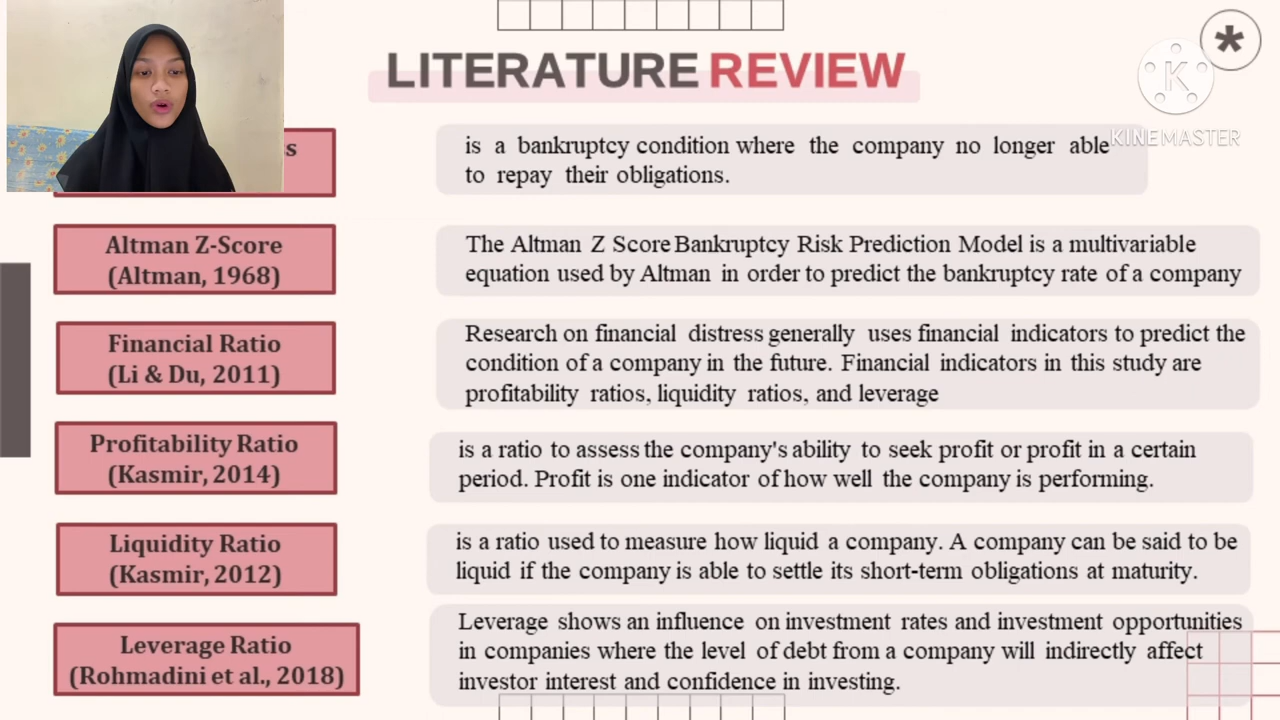 LITERATURE REVIEW
KINEMASTER
is a bankruptcy condition where the company no longer able
to repay their obligations.
Altman Z-Score
(Altman, 1968)
The Altman Z Score Bankruptcy Risk Prediction Model is a multivariable
equation used by Altman in order to predict the bankruptcy rate of a company
Financial Ratio
(Li & Du, 2011)
Research on financial distress generally uses financial indicators to predict the
condition of a company in the future. Financial indicators in this study are
profitability ratios, liquidity ratios, and leverage
Profitability Ratio
(Kasmir, 2014)
is a ratio to assess the company's ability to seek profit or profit in a certain
period. Profit is one indicator of how well the company is performing.
Liquidity Ratio
(Kasmir, 2012)
is a ratio used to measure how liquid a company. A company can be said to be
liquid if the company is able to settle its short-term obligations at maturity.
Leverage Ratio
(Rohmadini et al., 2018)
Leverage shows an influence on investment rates and investment opportunities
in companies where the level of debt from a company will indirectly affect
investor interest and confidence in investing.